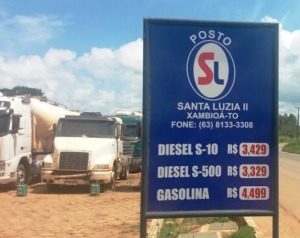 POSTO
SL
SANTA LUZIA II
XAMBIOÁ-TO
FONE: (63) 8133-3308
DIESEL S-10 R$ 3,429
DIESEL S-500 R$ 3,329
GASOLINA R$ 4,499